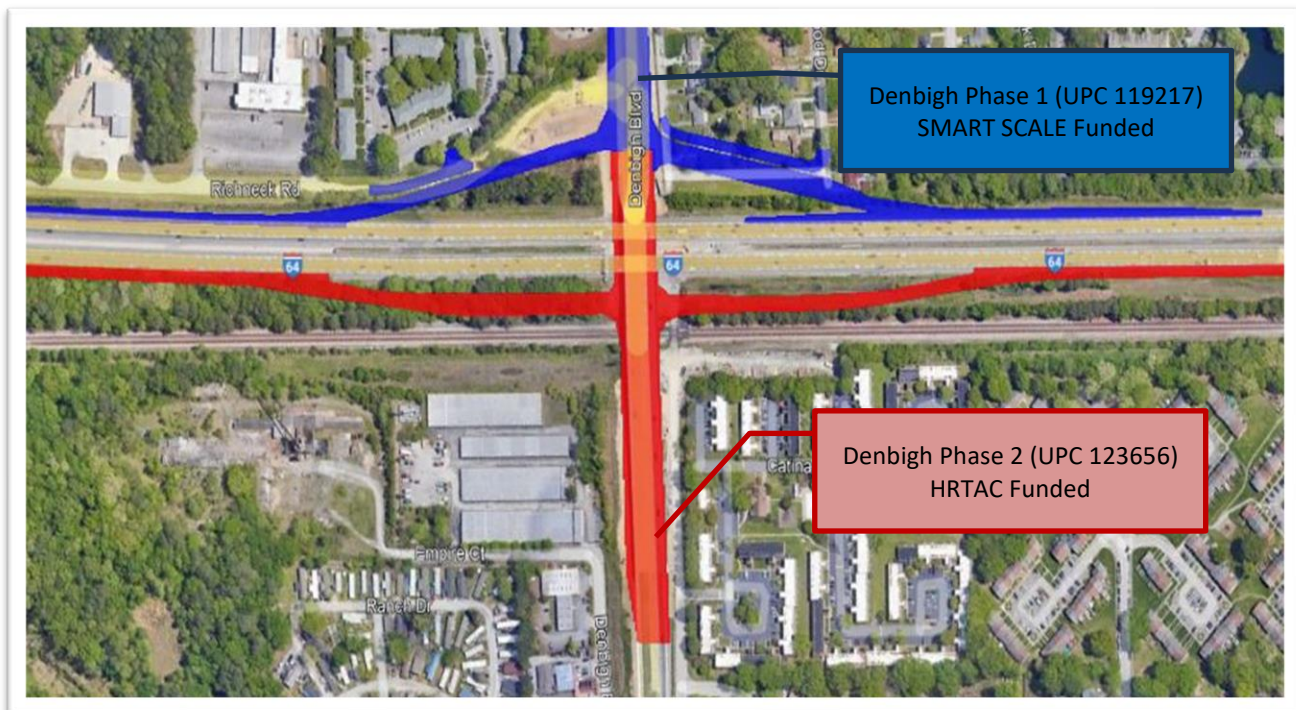 Denbigh Phase 1 (UPC 119217)
SMART SCALE Funded
Denbigh Blvd
Richneck Rd
64
64
64
Denbigh Phase 2 (UPC 123656)
HRTAC Funded
Catina
Empire Ct
Ranch Dr